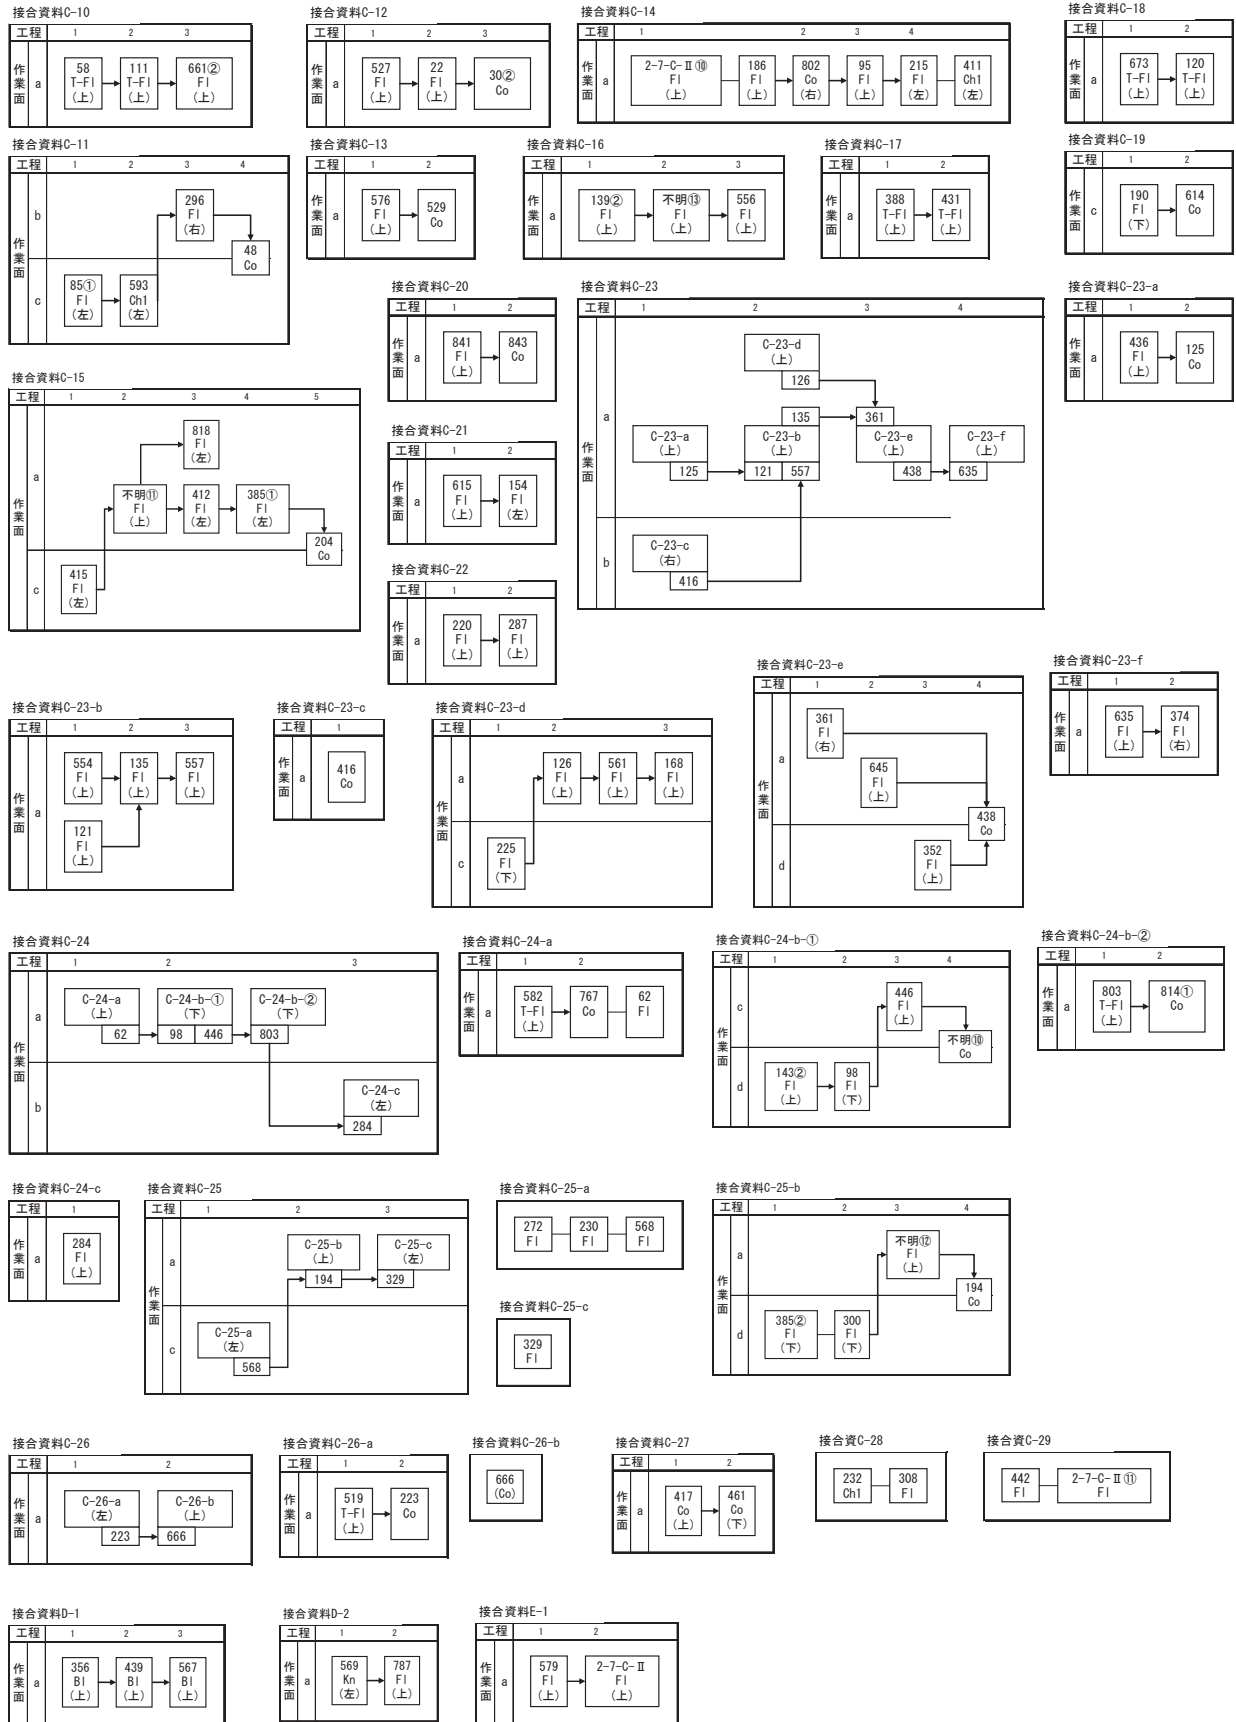 接合資料C-10
工程 1 2 3
作業面 a
58 T-Fl (上)
111 T-Fl (上)
661② Fl (上)
接合資料C-12
工程 1 2 3
作業面 a
527 Fl (上)
22 Fl (上)
30② Co
接合資料C-14
工程 1 2 3 4
作業面 a
2-7-C-Ⅱ⑩ Fl (上)
186 Fl (上)
802 Co (右)
95 Fl (上)
215 Fl (左)
411 Ch1 (左)
接合資料C-18
工程 1 2
作業面 a
673 T-Fl (上)
120 T-Fl (上)
接合資料C-11
工程 1 2 3 4
作業面 b c
296 Fl (右)
48 Co
85① Fl (左)
593 Ch1 (左)
接合資料C-13
工程 1 2
作業面 a
576 Fl (上)
529 Co
接合資料C-16
工程 1 2 3
作業面 a
139② Fl (上)
不明⑬ Fl (上)
556 Fl (上)
接合資料C-17
工程 1 2
作業面 a
388 T-Fl (上)
431 T-Fl (上)
接合資料C-19
工程 1 2
作業面 c
190 Fl (下)
614 Co
接合資料C-20
工程 1 2
作業面 a
841 Fl (上)
843 Co
接合資料C-23
工程 1 2 3 4
作業面 a b
C-23-d (上)
126
135
361
C-23-a (上)
125
C-23-b (上)
121 557
C-23-e (上)
438
C-23-f (上)
635
C-23-c (右)
416
接合資料C-23-a
工程 1 2
作業面 a
436 Fl (上)
125 Co
接合資料C-15
工程 1 2 3 4 5
作業面 a c
818 Fl (左)
不明⑪ Fl (上)
412 Fl (左)
385① Fl (左)
204 Co
415 Fl (左)
接合資料C-21
工程 1 2
作業面 a
615 Fl (上)
154 Fl (左)
接合資料C-22
工程 1 2
作業面 a
220 Fl (上)
287 Fl (上)
接合資料C-23-b
工程 1 2 3
作業面 a
554 Fl (上)
135 Fl (上)
557 Fl (上)
121 Fl (上)
接合資料C-23-c
工程 1
作業面 a
416 Co
接合資料C-23-d
工程 1 2 3
作業面 a c
126 Fl (上)
561 Fl (上)
168 Fl (上)
225 Fl (下)
接合資料C-23-e
工程 1 2 3 4
作業面 a d
361 Fl (右)
645 Fl (上)
438 Co
352 Fl (上)
接合資料C-23-f
工程 1 2
作業面 a
635 Fl (上)
374 Fl (右)
接合資料C-24
工程 1 2 3
作業面 a b
C-24-a (上)
62
C-24-b-① (下)
98 446
C-24-b-② (下)
803
C-24-c (左)
284
接合資料C-24-a
工程 1 2
作業面 a
582 T-Fl (上)
767 Co
62 Fl
接合資料C-24-b-①
工程 1 2 3 4
作業面 c d
446 Fl (上)
不明⑩ Co
143② Fl (上)
98 Fl (下)
接合資料C-24-b-②
工程 1 2
作業面 a
803 T-Fl (上)
814① Co
接合資料C-24-c
工程 1
作業面 a
284 Fl (上)
接合資料C-25
工程 1 2 3
作業面 a c
C-25-b (上)
194
C-25-c (左)
329
C-25-a (左)
568
接合資料C-25-a
272 Fl
230 Fl
568 Fl
接合資料C-25-c
329 Fl
接合資料C-25-b
工程 1 2 3 4
作業面 a d
不明⑫ Fl (上)
194 Co
385② Fl (下)
300 Fl (下)
接合資料C-26
工程 1 2
作業面 a
C-26-a (左)
223
C-26-b (上)
666
接合資料C-26-a
工程 1 2
作業面 a
519 T-Fl (上)
223 Co
接合資料C-26-b
666 (Co)
接合資料C-27
工程 1 2
作業面 a
417 Co (上)
461 Co (下)
接合資C-28
232 Ch1
308 Fl
接合資C-29
442 Fl
2-7-C-Ⅱ⑪ Fl
接合資料D-1
工程 1 2 3
作業面 a
356 Bl (上)
439 Bl (上)
567 Bl (上)
接合資料D-2
工程 1 2
作業面 a
569 Kn (左)
787 Fl (上)
接合資料E-1
工程 1 2
作業面 a
579 Fl (上)
2-7-C-Ⅱ Fl (上)